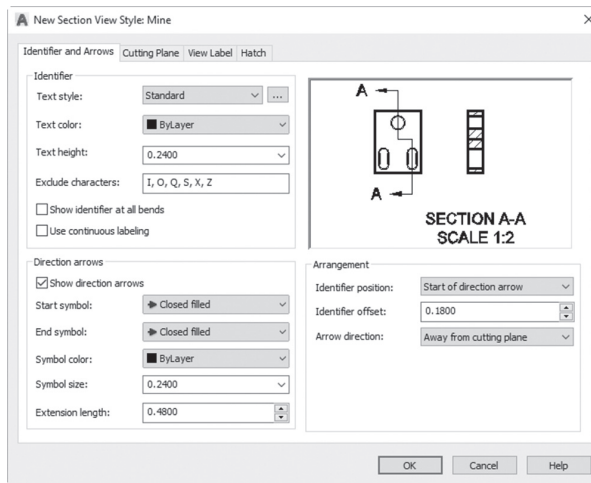 New Section View Style: Mine
Identifier and Arrows Cutting Plane View Label Hatch
Identifier
Text style: Standard ...
Text color: ByLayer
Text height: 0.2400
Exclude characters: I, O, Q, S, X, Z
Show identifier at all bends
Use continuous labeling
Direction arrows
Show direction arrows
Start symbol: Closed filled
End symbol: Closed filled
Symbol color: ByLayer
Symbol size: 0.2400
Extension length: 0.4800
A
A
SECTION A-A
SCALE 1:2
Arrangement
Identifier position: Start of direction arrow
Identifier offset: 0.1800
Arrow direction: Away from cutting plane
OK Cancel Help